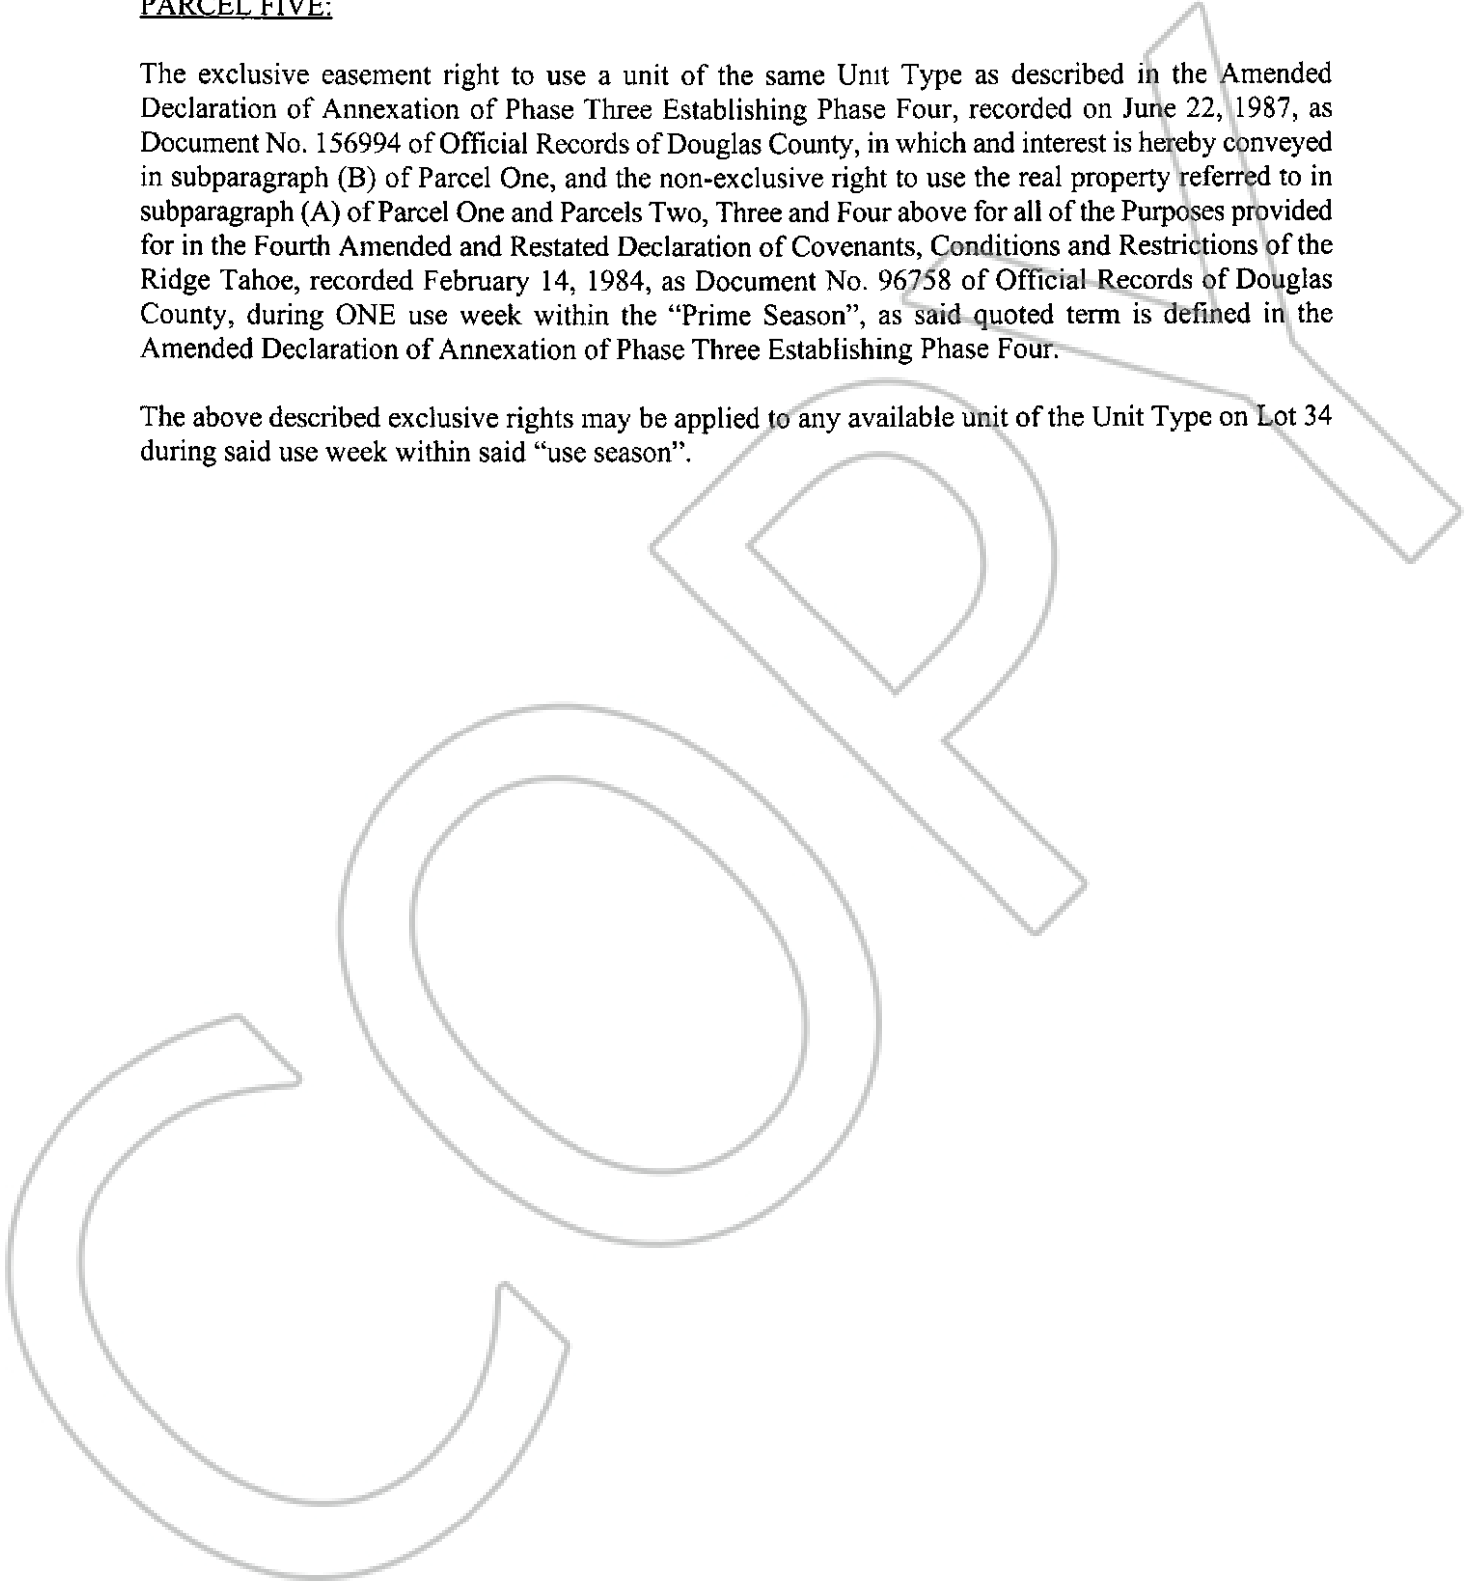 PARCEL FIVE:
The exclusive easement right to use a unit of the same Unit Type as described in the Amended
Declaration of Annexation of Phase Three Establishing Phase Four, recorded on June 22, 1987, as
Document No. 156994 of Official Records of Douglas County, in which and interest is hereby conveyed
in subparagraph (B) of Parcel One, and the non-exclusive right to use the real property referred to in
subparagraph (A) of Parcel One and Parcels Two, Three and Four above for all of the Purposes provided
for in the Fourth Amended and Restated Declaration of Covenants, Conditions and Restrictions of the
Ridge Tahoe, recorded February 14, 1984, as Document No. 96758 of Official Records of Douglas
County, during ONE use week within the “Prime Season”, as said quoted term is defined in the
Amended Declaration of Annexation of Phase Three Establishing Phase Four.
The above described exclusive rights may be applied to any available unit of the Unit Type on Lot 34
during said use week within said “use season”.
COPY